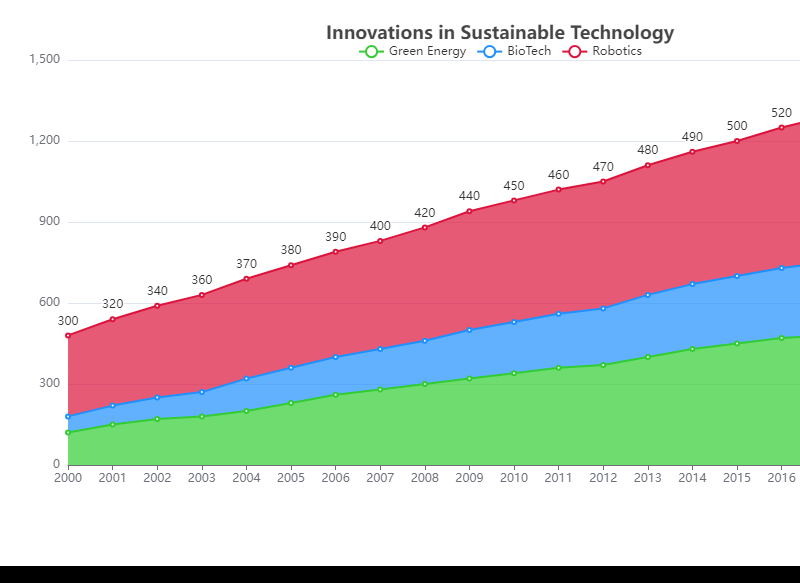 Innovations in Sustainable Technology
Green Energy BioTech Robotics
1,500
1,200
900
600
300
0
300 320 340 360 370 380 390 400 420 440 450 460 470 480 490 500 520
2000 2001 2002 2003 2004 2005 2006 2007 2008 2009 2010 2011 2012 2013 2014 2015 2016